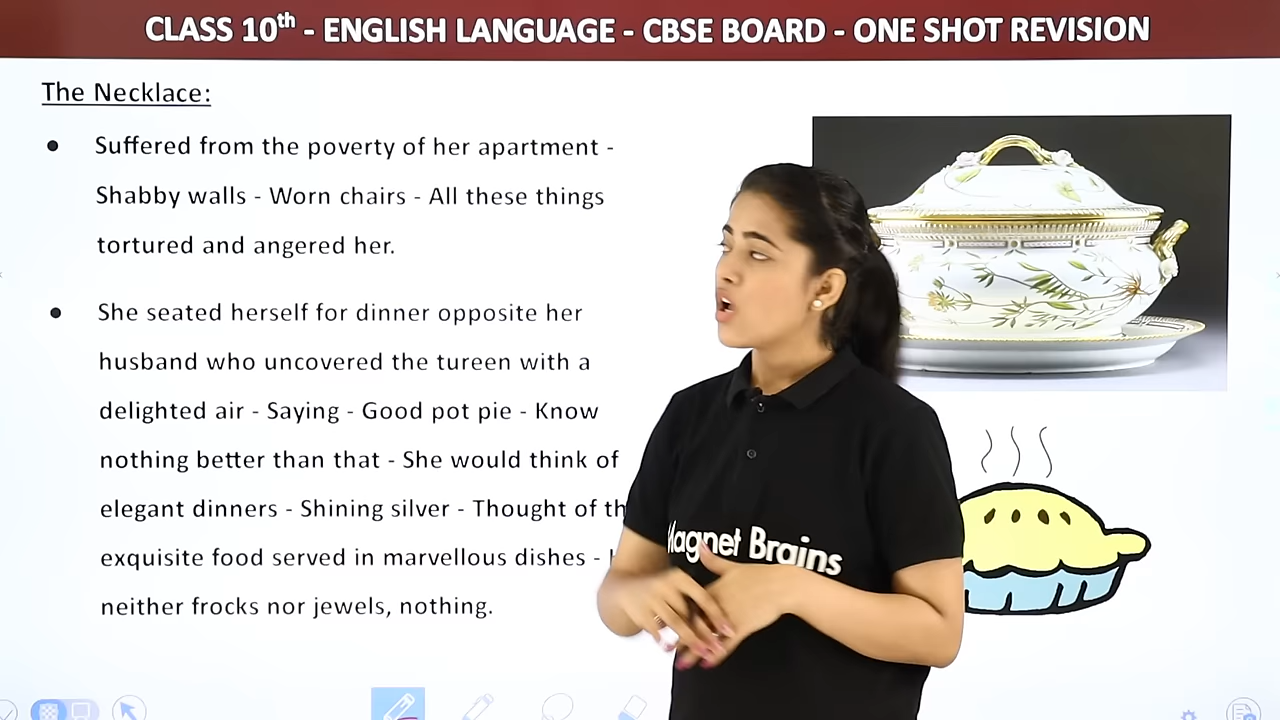 CLASS 10th - ENGLISH LANGUAGE - CBSE BOARD - ONE SHOT REVISION
The Necklace:
• Suffered from the poverty of her apartment -
Shabby walls - Worn chairs - All these things
tortured and angered her.
• She seated herself for dinner opposite her
husband who uncovered the tureen with a
delighted air - Saying - Good pot pie - Know
nothing better than that - She would think of
elegant dinners - Shining silver - Thought of
exquisite food served in marvellous dishes -
neither frocks nor jewels, nothing.
Magnet Brains